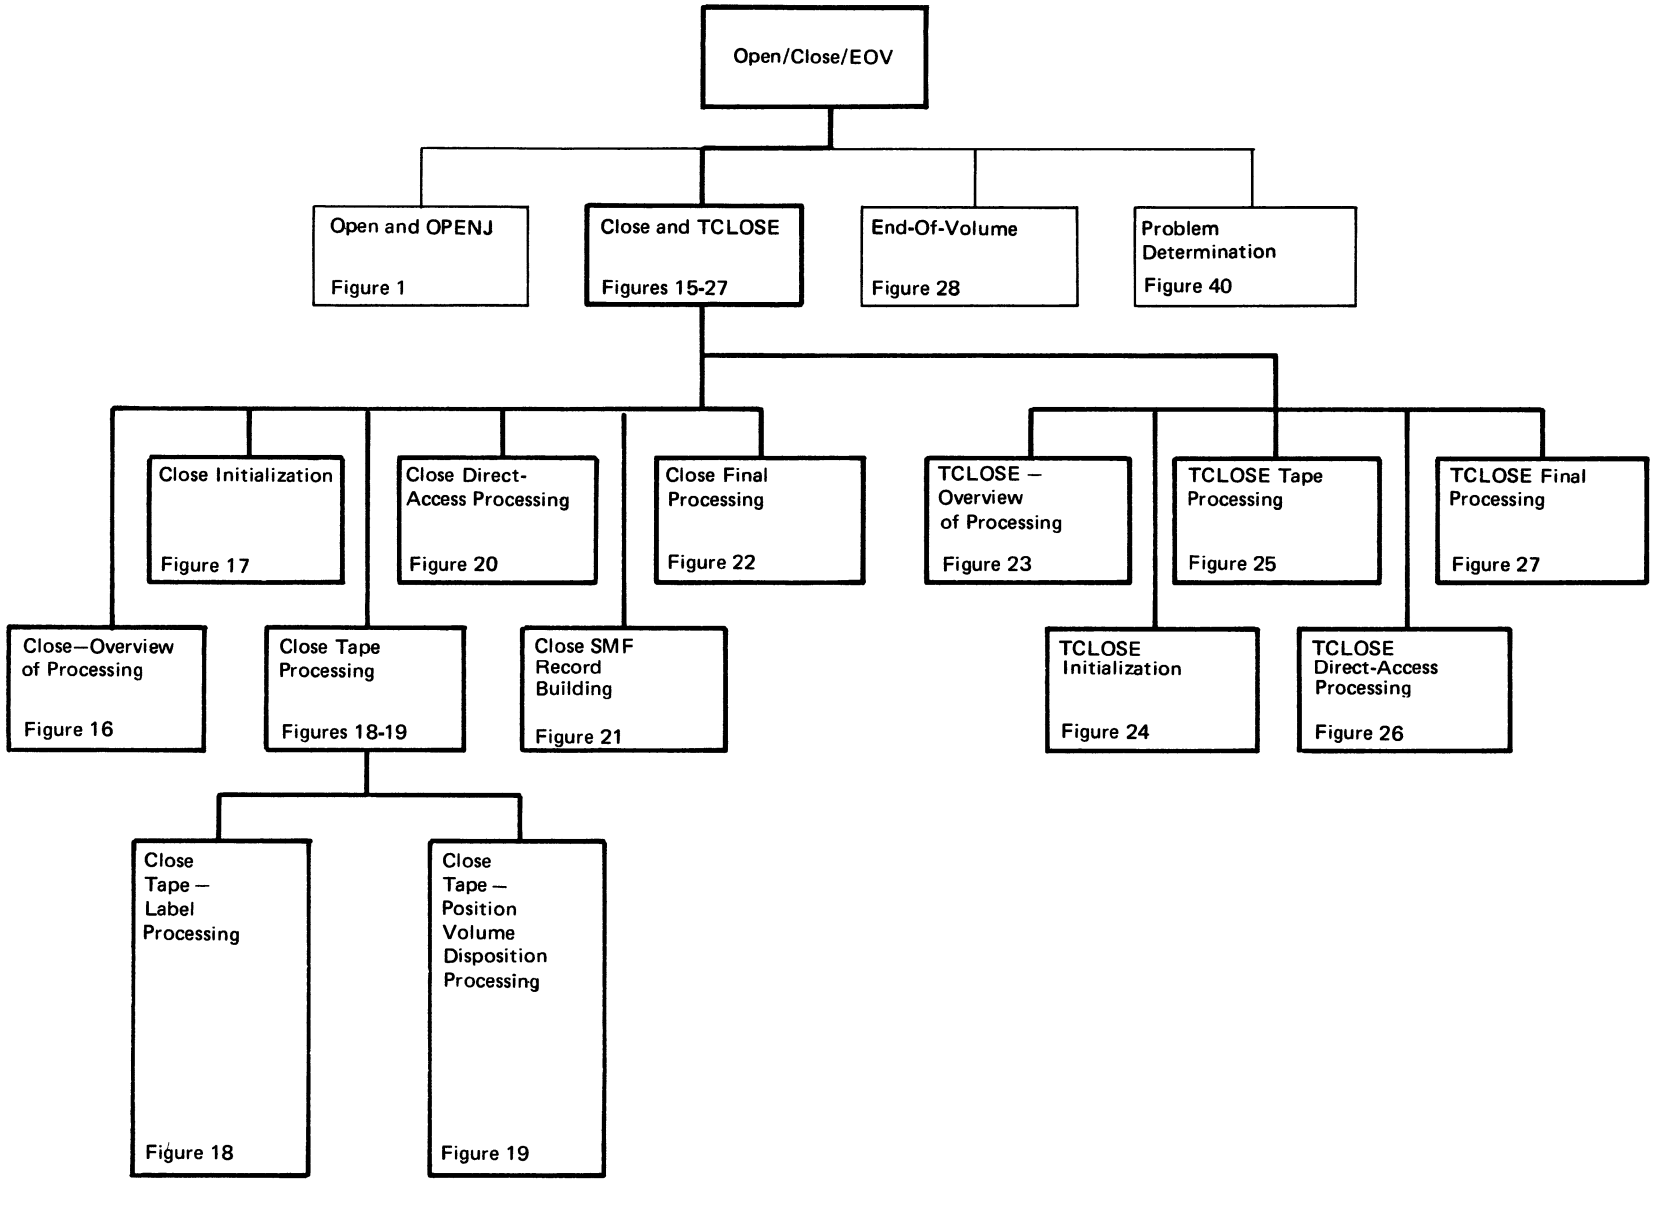 Open/Close/EOV
Open and OPENJ
Figure 1
Close and TCLOSE
Figures 15-27
End-Of-Volume
Figure 28
Problem
Determination
Figure 40
Close Initialization
Figure 17
Close Direct-
Access Processing
Figure 20
Close Final
Processing
Figure 22
TCLOSE —
Overview
of Processing
Figure 23
TCLOSE Tape
Processing
Figure 25
TCLOSE Final
Processing
Figure 27
Close—Overview
of Processing
Figure 16
Close Tape
Processing
Figures 18-19
Close SMF
Record
Building
Figure 21
TCLOSE
Initialization
Figure 24
TCLOSE
Direct-Access
Processing
Figure 26
Close
Tape —
Label
Processing
Figure 18
Close
Tape —
Position
Volume
Disposition
Processing
Figure 19